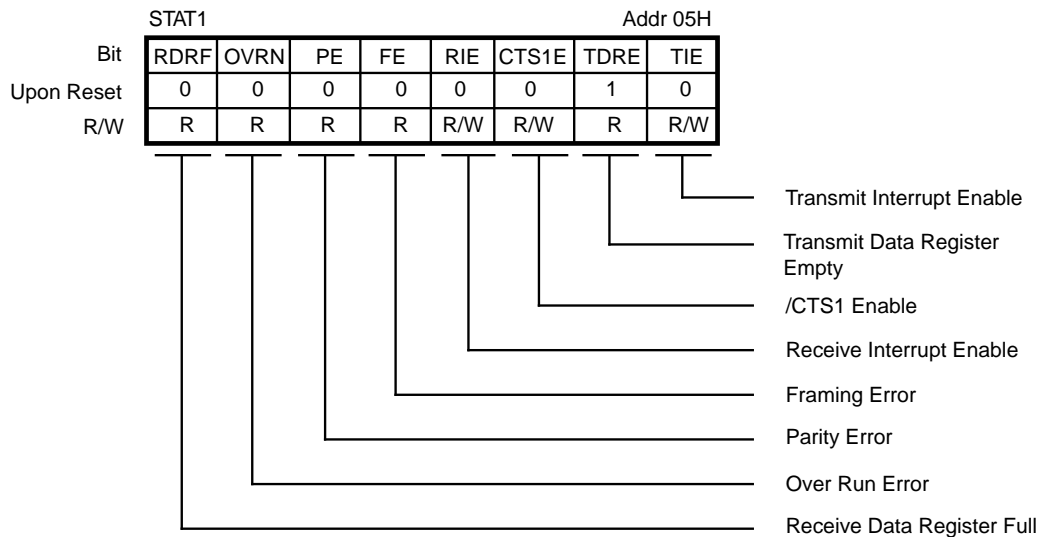 STAT1 Addr 05H
Bit RDRF OVRN PE FE RIE CTS1E TDRE TIE
Upon Reset 0 0 0 0 0 0 1 0
R/W R R R R R/W R/W R R/W
Transmit Interrupt Enable
Transmit Data Register
Empty
/CTS1 Enable
Receive Interrupt Enable
Framing Error
Parity Error
Over Run Error
Receive Data Register Full